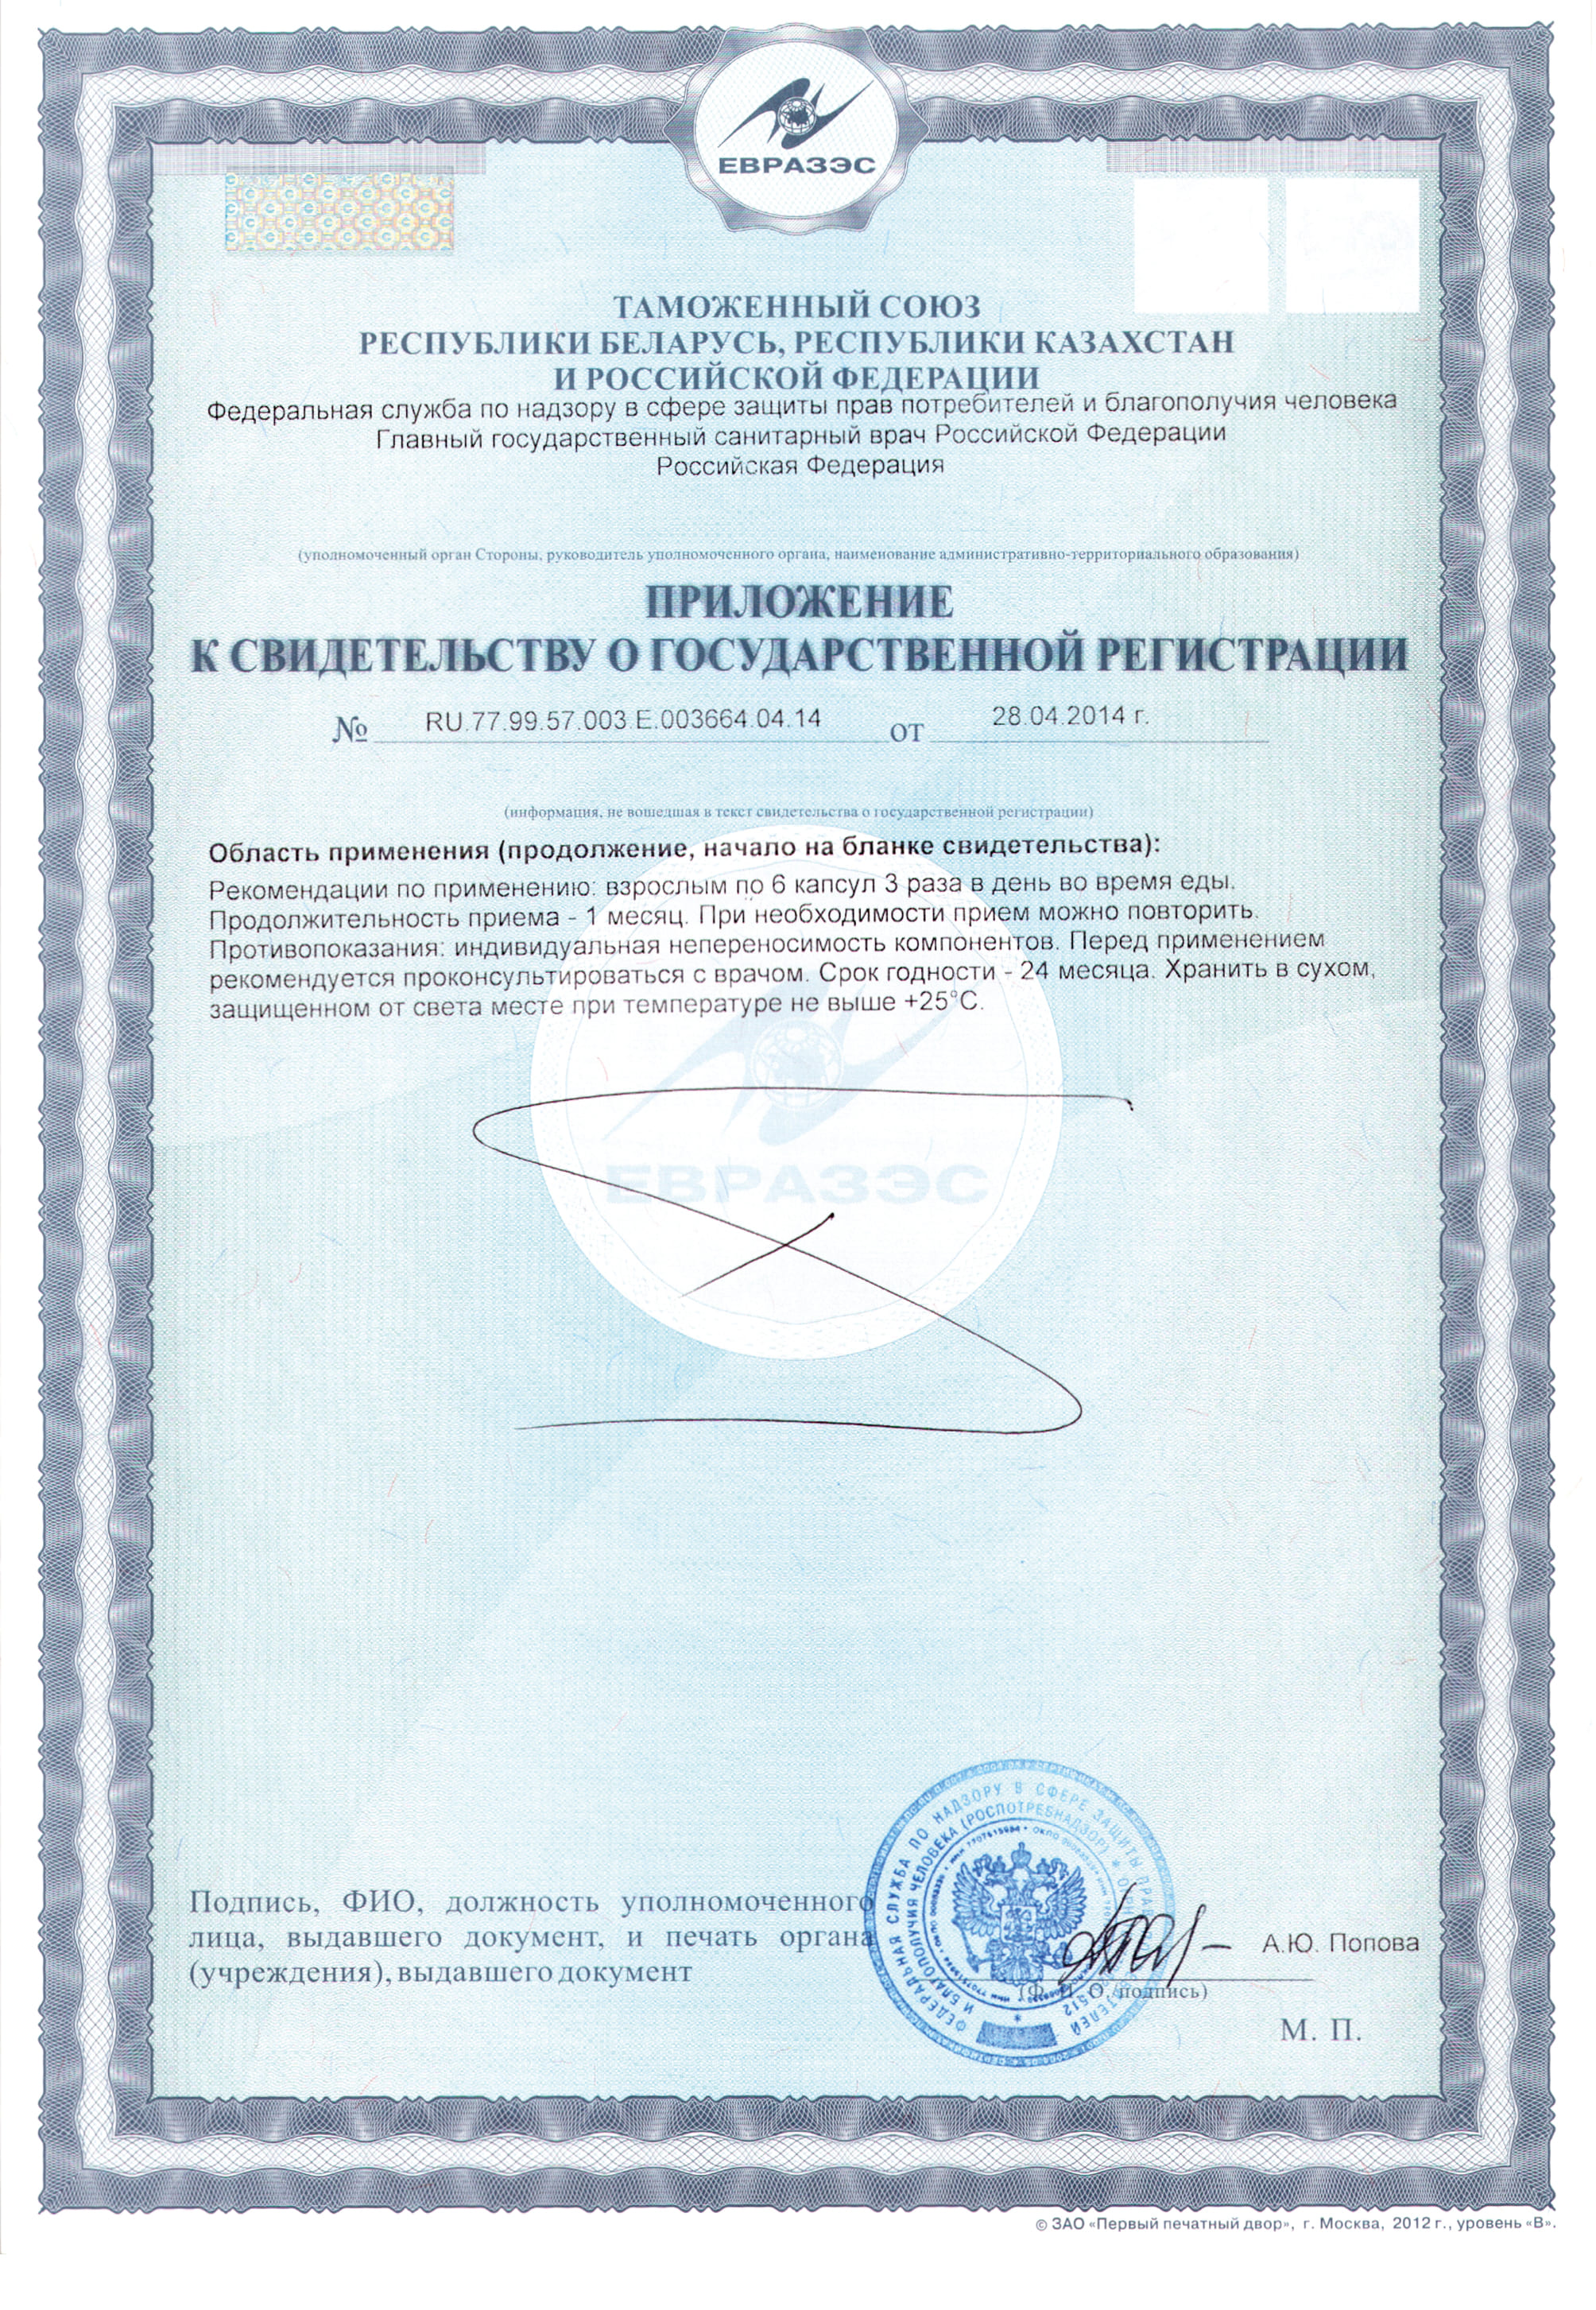 ЕВРАЗЭС
ТАМОЖЕННЫЙ СОЮЗ
РЕСПУБЛИКИ БЕЛАРУСЬ, РЕСПУБЛИКИ КАЗАХСТАН
И РОССИЙСКОЙ ФЕДЕРАЦИИ
Федеральная служба по надзору в сфере защиты прав потребителей и благополучия человека
Главный государственный санитарный врач Российской Федерации
Российская Федерация
(уполномоченный орган Стороны, руководитель уполномоченного органа, наименование административно-территориального образования)
ПРИЛОЖЕНИЕ
К СВИДЕТЕЛЬСТВУ О ГОСУДАРСТВЕННОЙ РЕГИСТРАЦИИ
№ RU.77.99.57.003.Е.003664.04.14 от 28.04.2014 г.
(информация, не вошедшая в текст свидетельства о государственной регистрации)
Область применения (продолжение, начало на бланке свидетельства):
Рекомендации по применению: взрослым по 6 капсул 3 раза в день во время еды.
Продолжительность приема - 1 месяц. При необходимости прием можно повторить.
Противопоказания: индивидуальная непереносимость компонентов. Перед применением
рекомендуется проконсультироваться с врачом. Срок годности - 24 месяца. Хранить в сухом,
защищенном от света месте при температуре не выше +25°С.
ЕВРАЗЭС
ФЕДЕРАЛЬНАЯ СЛУЖБА ПО НАДЗОРУ В СФЕРЕ ЗАЩИТЫ ПРАВ
И БЛАГОПОЛУЧИЯ ЧЕЛОВЕКА (РОСПОТРЕБНАДЗОР)
Подпись, ФИО, должность уполномоченного
лица, выдавшего документ, и печать органа
(учреждения), выдавшего документ
А.Ю. Попова
(Ф. И. О. подпись)
М. П.
© ЗАО «Первый печатный двор», г. Москва, 2012 г., уровень «В».